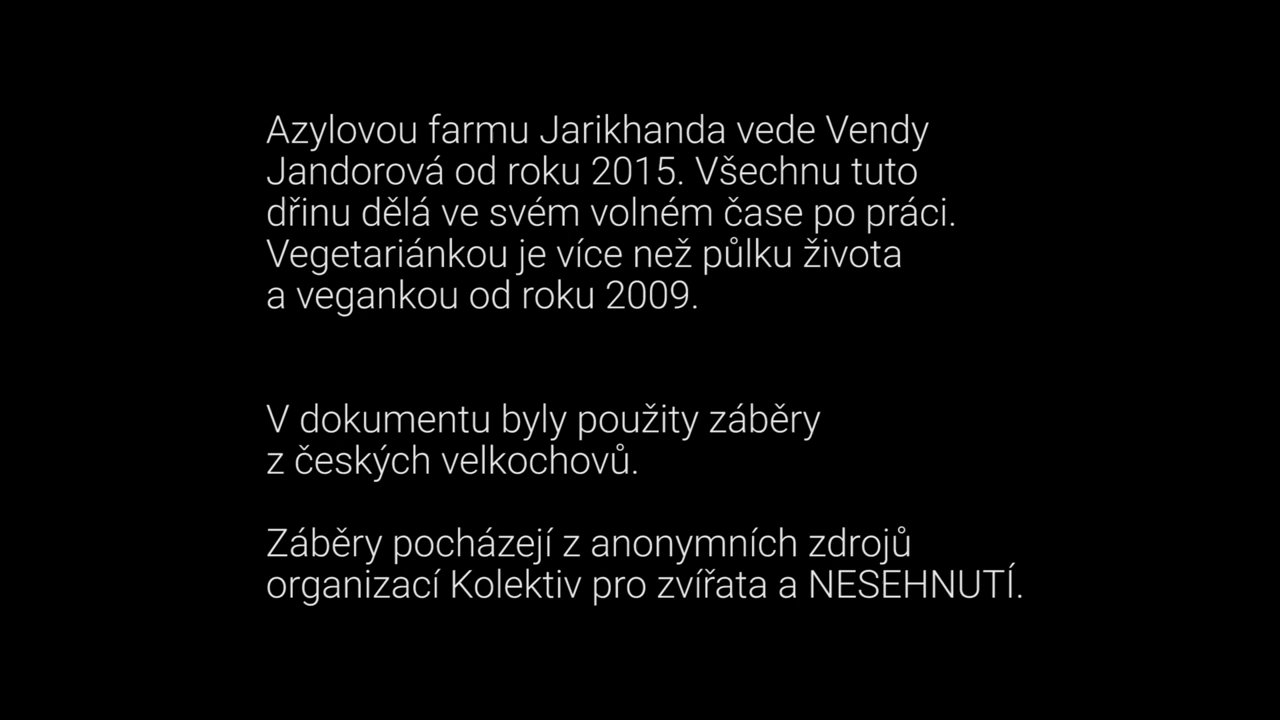 Azylovou farmu Jarikhanda vede Vendy
Jandorová od roku 2015. Všechnu tuto
dřinu dělá ve svém volném čase po práci.
Vegetariánkou je více než půlku života
a vegankou od roku 2009.
V dokumentu byly použity záběry
z českých velkochovů.
Záběry pocházejí z anonymních zdrojů
organizací Kolektiv pro zvířata a NESEHNUTÍ.